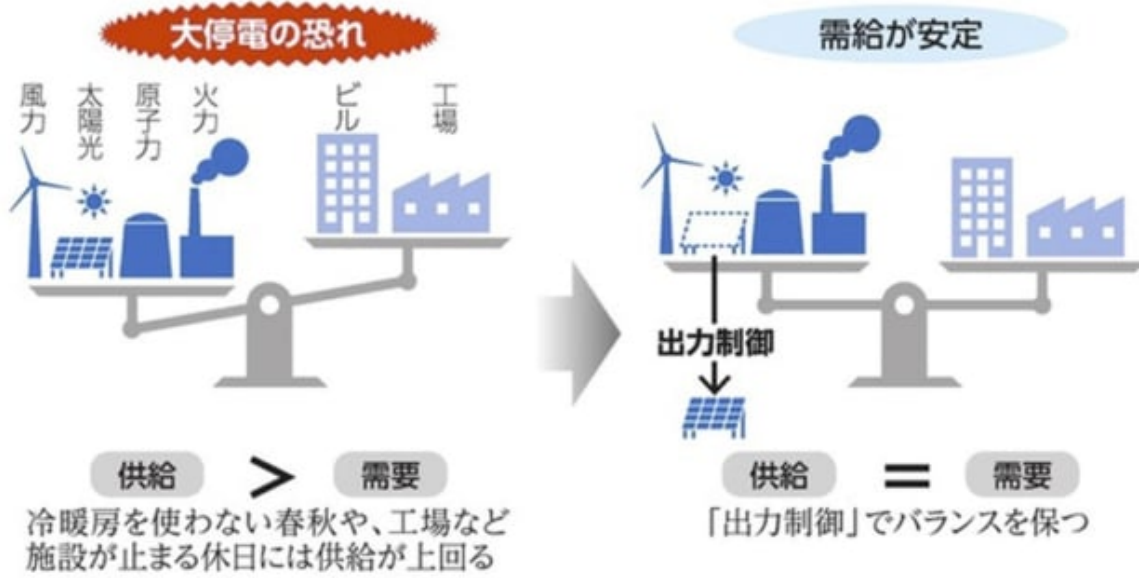 大停電の恐れ
風力
太陽光
原子力
火力
ビル
工場
供給 > 需要
冷暖房を使わない春秋や、工場など
施設が止まる休日には供給が上回る
需給が安定
出力制御
供給 = 需要
「出力制御」でバランスを保つ